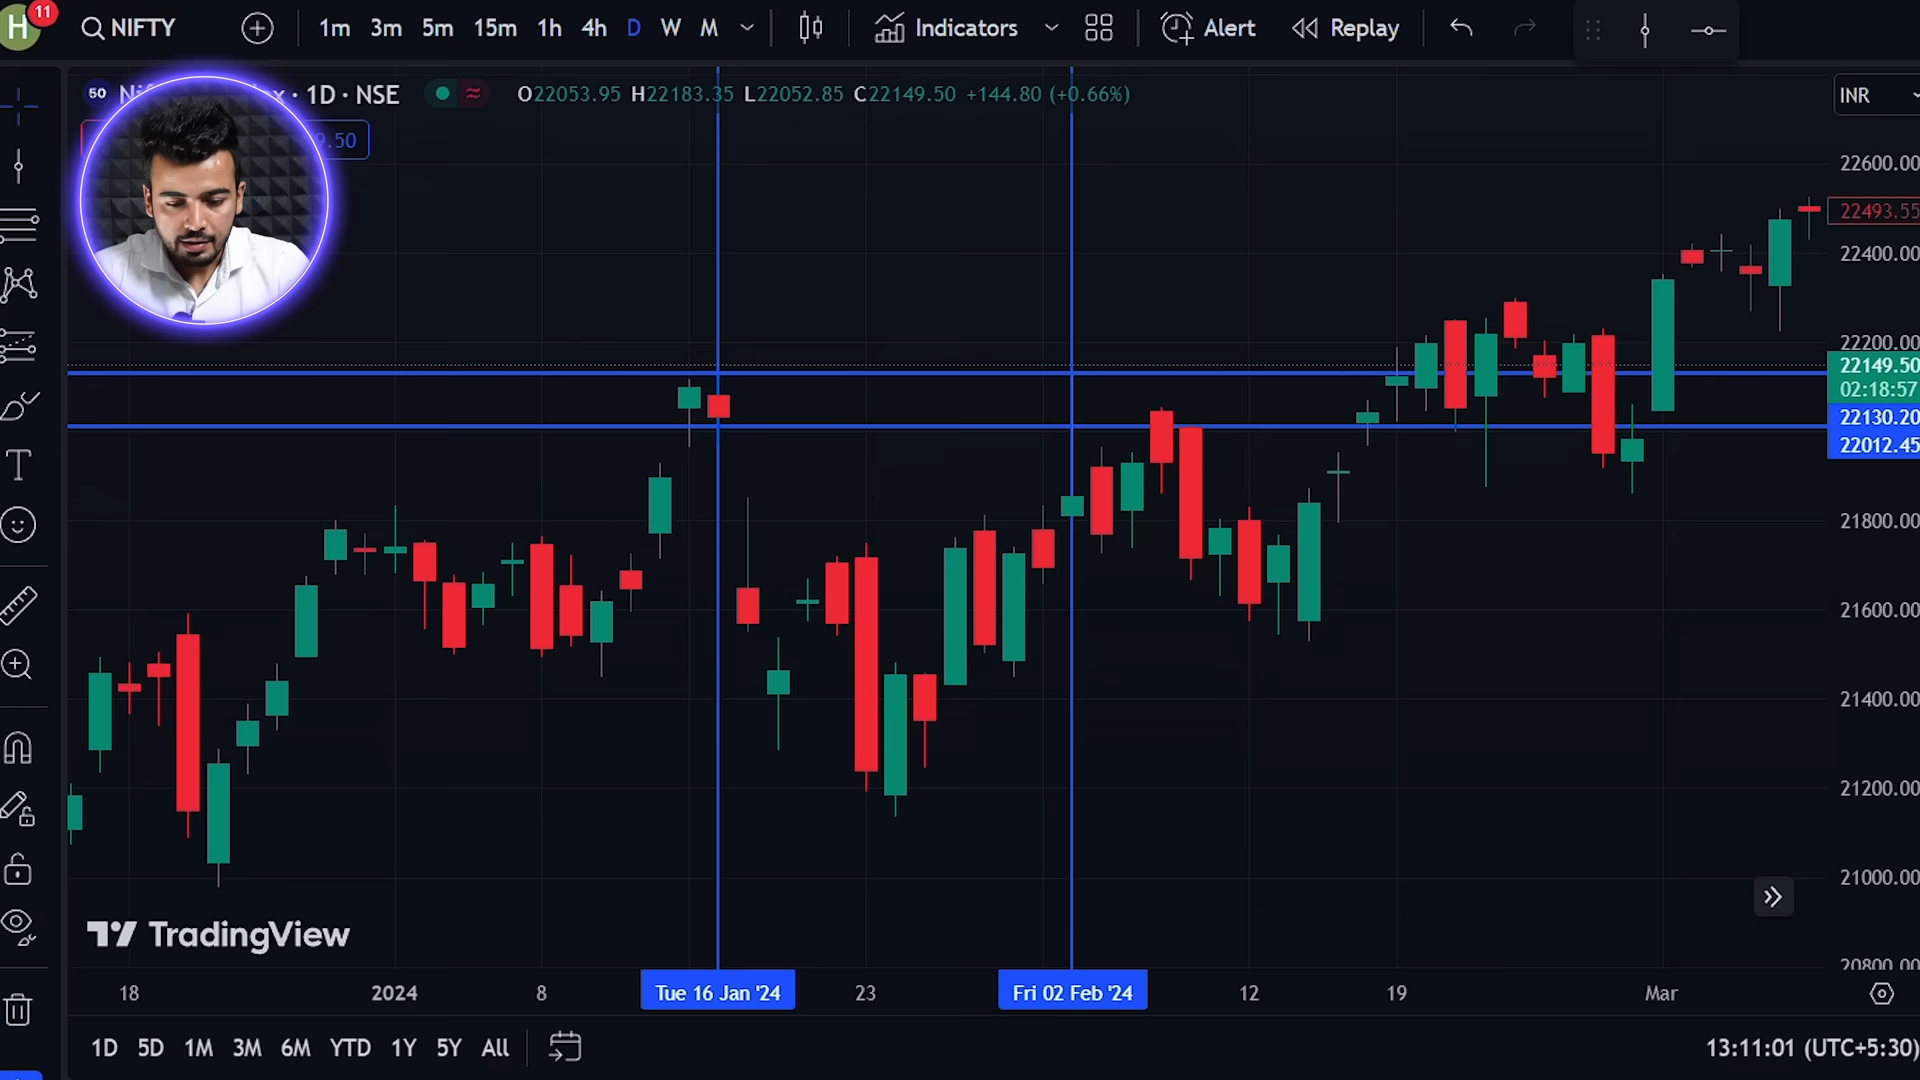 H 11 NIFTY 1m 3m 5m 15m 1h 4h D W M Indicators Alert Replay
50 · 1D · NSE O22053.95 H22183.35 L22052.85 C22149.50 +144.80 (+0.66%) INR
22600.00
22493.55
22400.00
22200.00
22149.50
02:18:57
22130.20
22012.45
21800.00
21600.00
21400.00
21200.00
21000.00
TradingView
20800.00
18 2024 8 Tue 16 Jan '24 23 Fri 02 Feb '24 12 19 Mar
1D 5D 1M 3M 6M YTD 1Y 5Y All 13:11:01 (UTC+5:30)